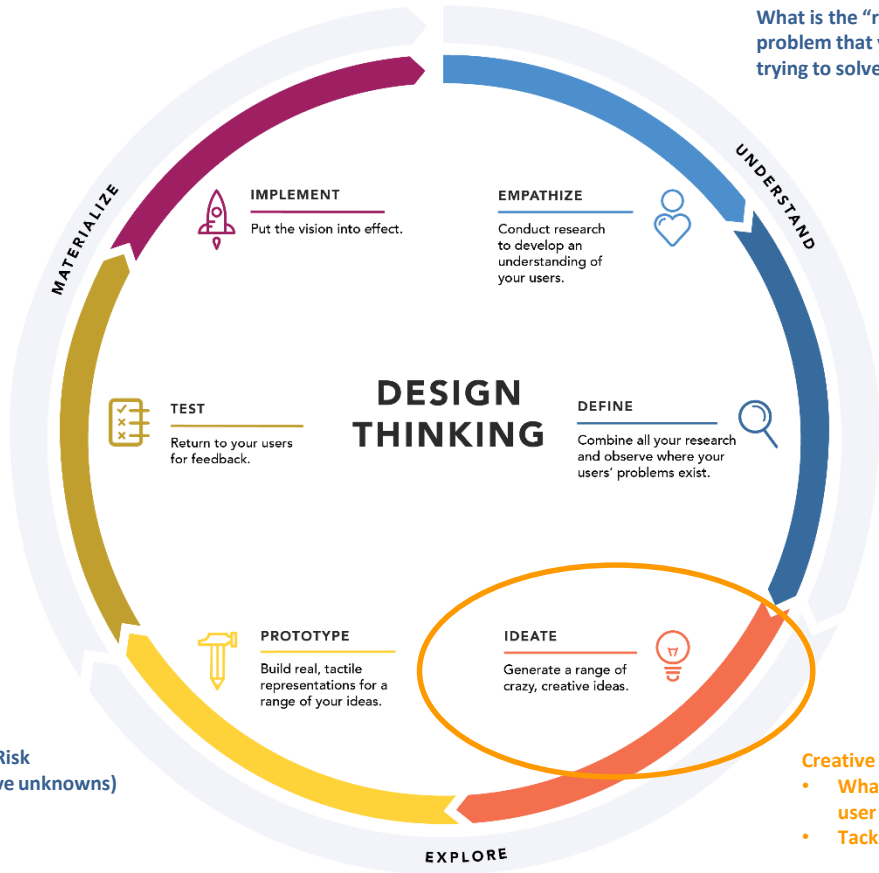 What is the “r
problem that
trying to solve
UNDERSTAND
MATERIALIZE
IMPLEMENT
Put the vision into effect.
EMPATHIZE
Conduct research
to develop an
understanding of
your users.
DESIGN
THINKING
TEST
Return to your users
for feedback.
DEFINE
Combine all your research
and observe where your
users’ problems exist.
PROTOTYPE
Build real, tactile
representations for a
range of your ideas.
IDEATE
Generate a range of
crazy, creative ideas.
Risk
ve unknowns)
Creative
• Wha
user
• Tack
EXPLORE